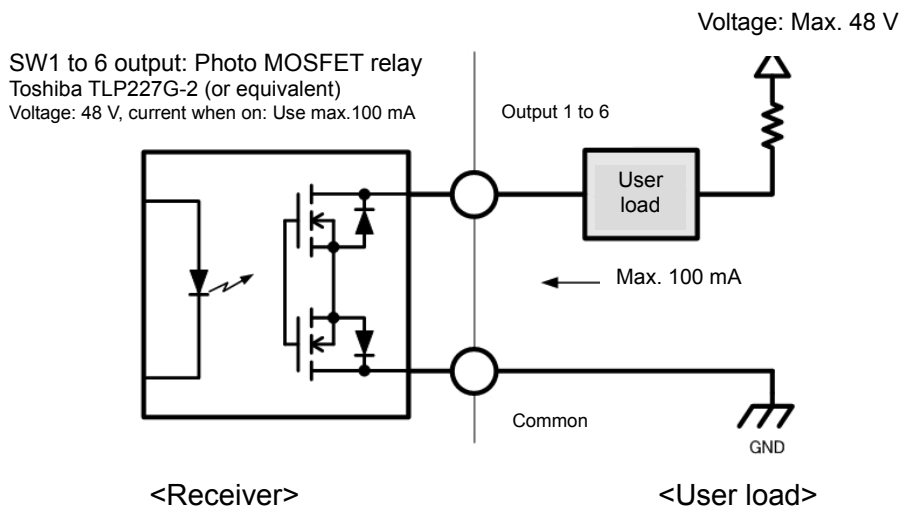 Voltage: Max. 48 V
SW1 to 6 output: Photo MOSFET relay
Toshiba TLP227G-2 (or equivalent)
Voltage: 48 V, current when on: Use max.100 mA
Output 1 to 6
User
load
Max. 100 mA
Common
GND
<Receiver>
<User load>